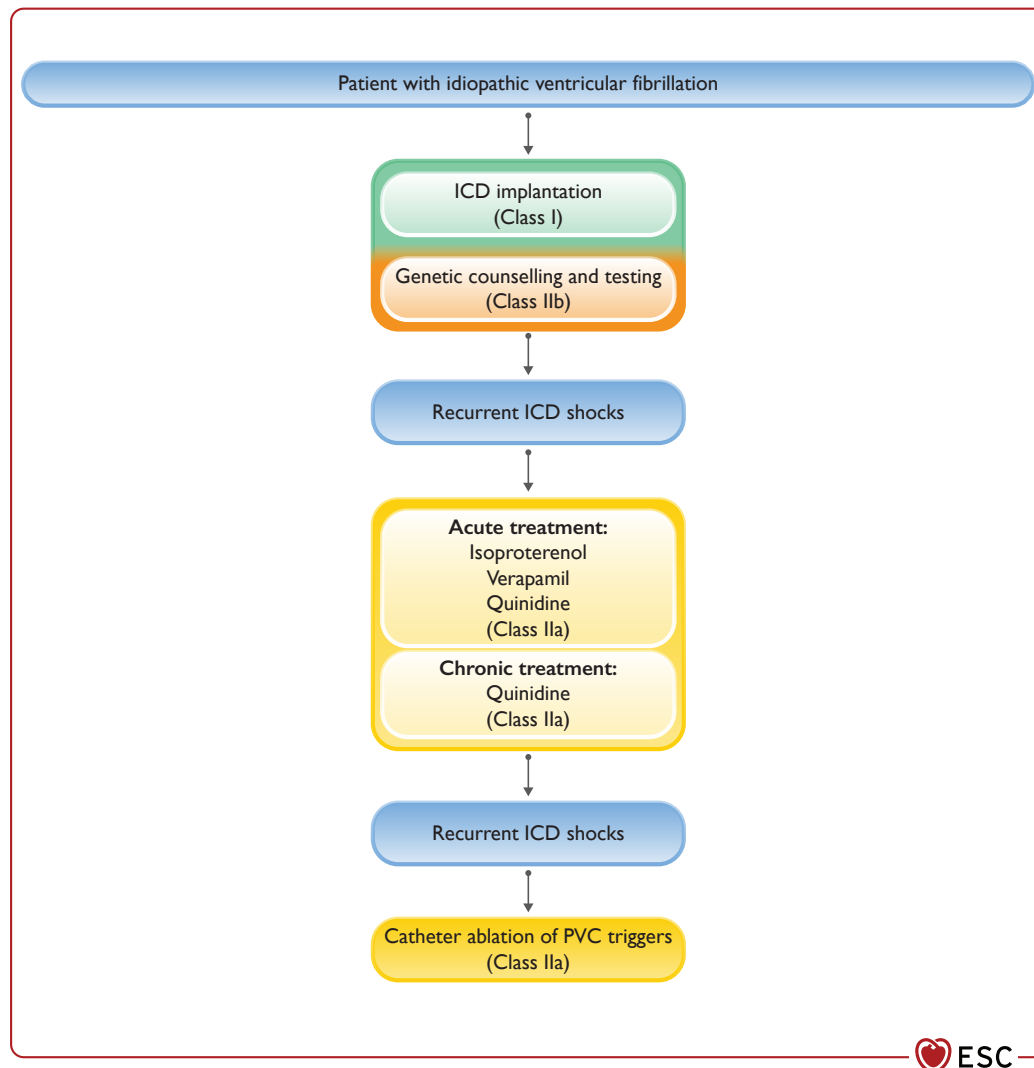 Patient with idiopathic ventricular fibrillation
ICD implantation
(Class I)
Genetic counselling and testing
(Class IIb)
Recurrent ICD shocks
Acute treatment:
Isoproterenol
Verapamil
Quinidine
(Class IIa)
Chronic treatment:
Quinidine
(Class IIa)
Recurrent ICD shocks
Catheter ablation of PVC triggers
(Class IIa)
ESC